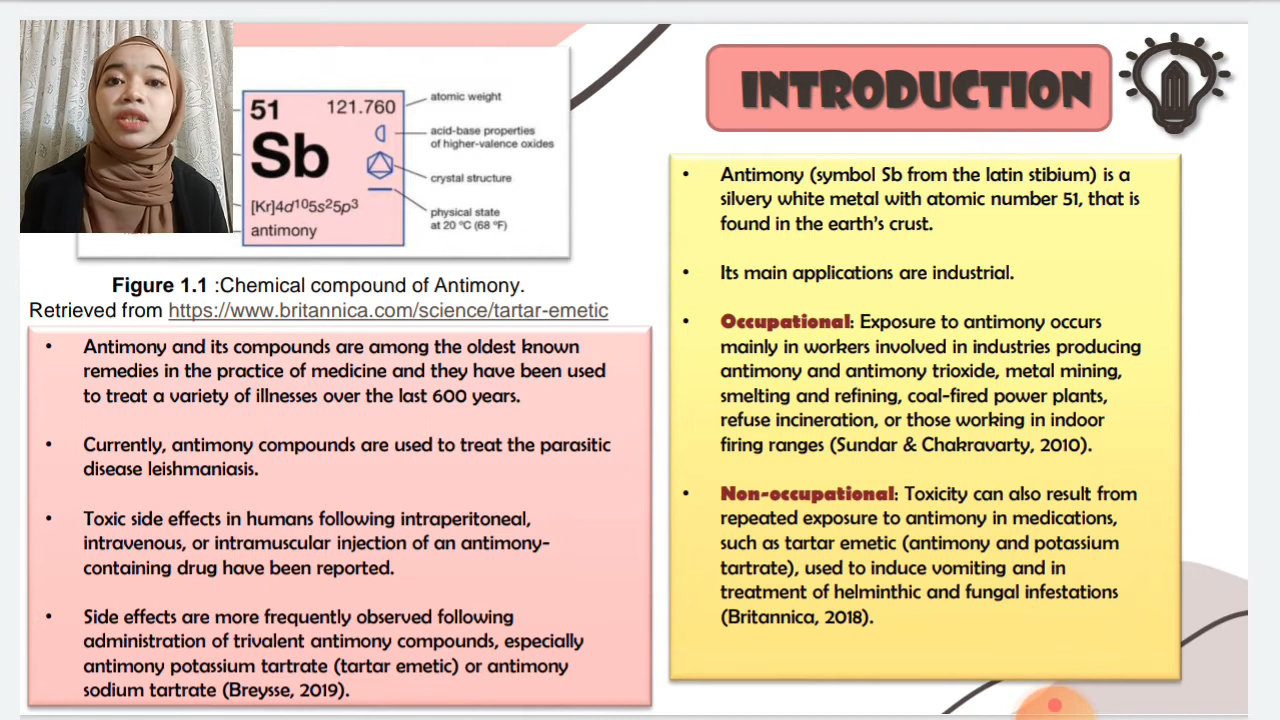 51 121.760
Sb
[Kr]4d¹⁰5s²5p³
antimony
atomic weight
acid-base properties
of higher-valence oxides
crystal structure
physical state
at 20 °C (68 °F)
Figure 1.1 :Chemical compound of Antimony.
Retrieved from https://www.britannica.com/science/tartar-emetic
• Antimony and its compounds are among the oldest known
remedies in the practice of medicine and they have been used
to treat a variety of illnesses over the last 600 years.
• Currently, antimony compounds are used to treat the parasitic
disease leishmaniasis.
• Toxic side effects in humans following intraperitoneal,
intravenous, or intramuscular injection of an antimony-
containing drug have been reported.
• Side effects are more frequently observed following
administration of trivalent antimony compounds, especially
antimony potassium tartrate (tartar emetic) or antimony
sodium tartrate (Breysse, 2019).
INTRODUCTION
• Antimony (symbol Sb from the latin stibium) is a
silvery white metal with atomic number 51, that is
found in the earth's crust.
• Its main applications are industrial.
• Occupational: Exposure to antimony occurs
mainly in workers involved in industries producing
antimony and antimony trioxide, metal mining,
smelting and refining, coal-fired power plants,
refuse incineration, or those working in indoor
firing ranges (Sundar & Chakravarty, 2010).
• Non-occupational: Toxicity can also result from
repeated exposure to antimony in medications,
such as tartar emetic (antimony and potassium
tartrate), used to induce vomiting and in
treatment of helminthic and fungal infestations
(Britannica, 2018).